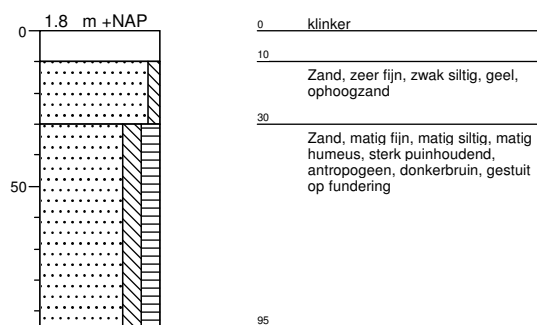 1.8 m +NAP
0
50
0 klinker
10
Zand, zeer fijn, zwak siltig, geel,
ophoogzand
30
Zand, matig fijn, matig siltig, matig
humeus, sterk puinhoudend,
antropogeen, donkerbruin, gestuit
op fundering
95